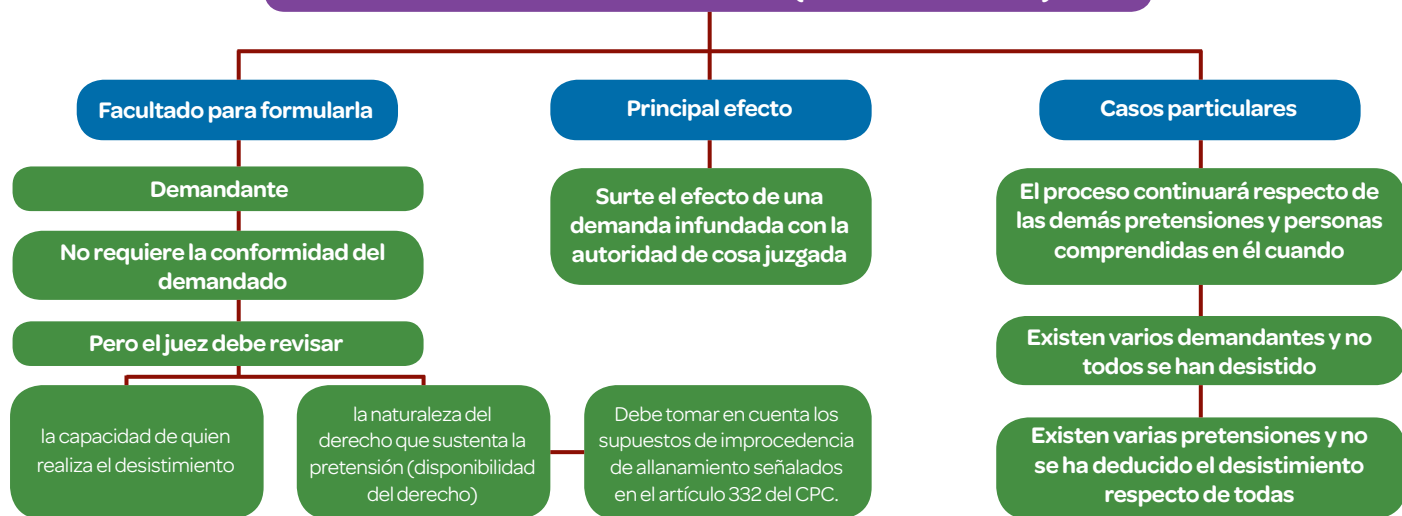 Facultado para formularla
Demandante
No requiere la conformidad del
demandado
Pero el juez debe revisar
la capacidad de quien
realiza el desistimiento
la naturaleza del
derecho que sustenta la
pretensión (disponibilidad
del derecho)
Debe tomar en cuenta los
supuestos de improcedencia
de allanamiento señalados
en el artículo 332 del CPC.
Principal efecto
Surte el efecto de una
demanda infundada con la
autoridad de cosa juzgada
Casos particulares
El proceso continuará respecto de
las demás pretensiones y personas
comprendidas en él cuando
Existen varios demandantes y no
todos se han desistido
Existen varias pretensiones y no
se ha deducido el desistimiento
respecto de todas